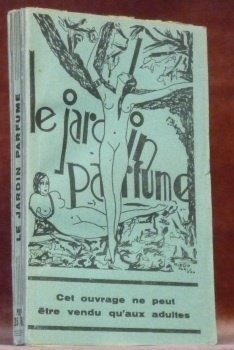 le jardin
parfumé
Cet ouvrage ne peut
être vendu qu'aux adultes
LE JARDIN PARFUMÉ